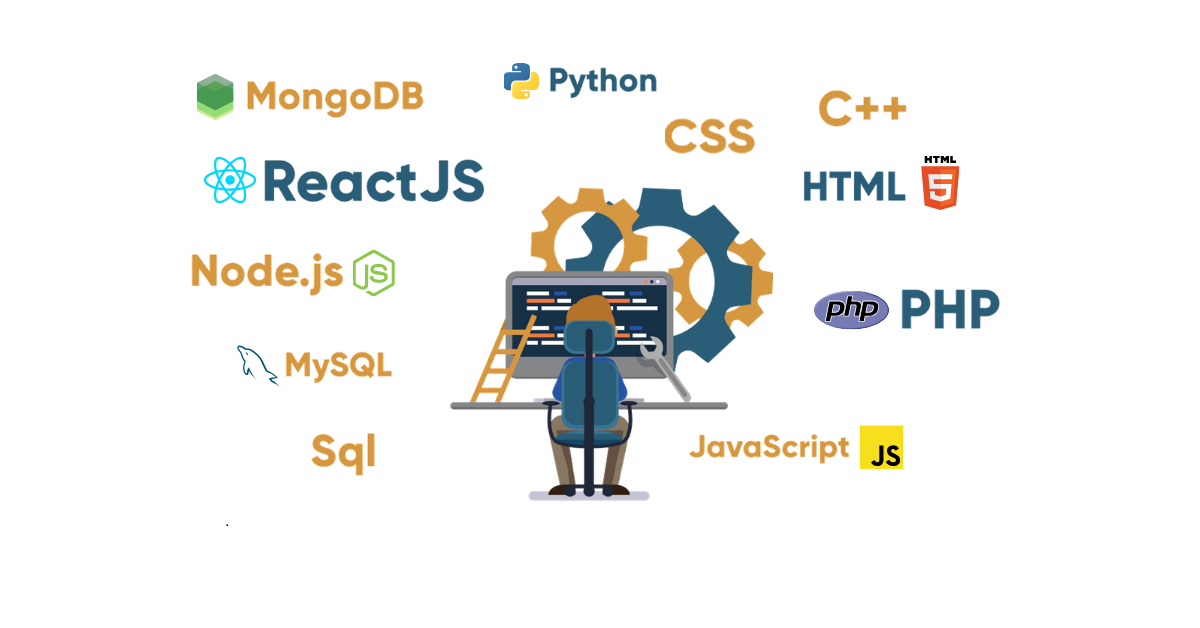 MongoDB
Python
C++
CSS
ReactJS
HTML
HTML
5
Node.js
JS
php
PHP
MySQL
Sql
JavaScript
JS
.